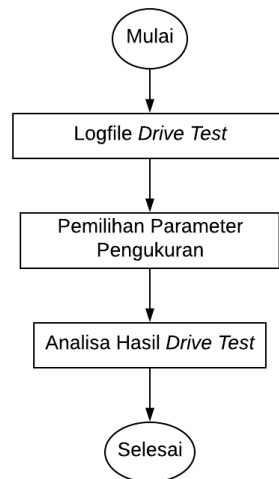 Mulai
Logfile Drive Test
Pemilihan Parameter
Pengukuran
Analisa Hasil Drive Test
Selesai